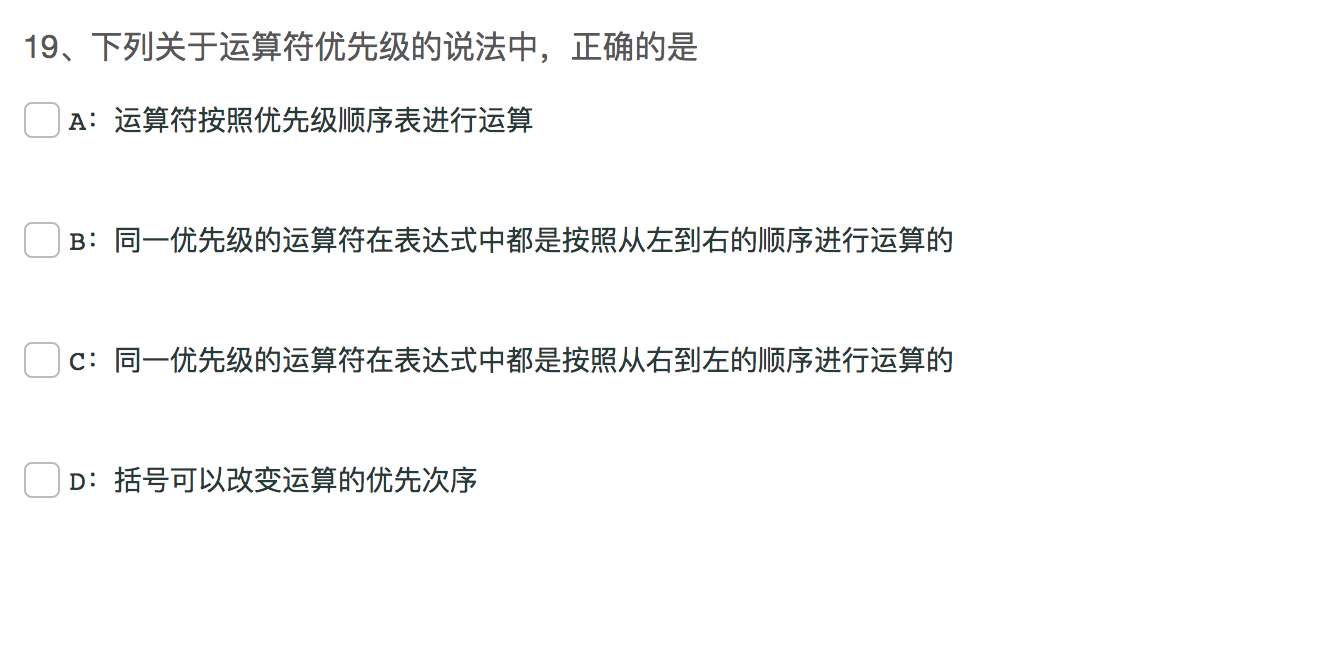 19、下列关于运算符优先级的说法中，正确的是
A：运算符按照优先级顺序表进行运算
B：同一优先级的运算符在表达式中都是按照从左到右的顺序进行运算的
C：同一优先级的运算符在表达式中都是按照从右到左的顺序进行运算的
D：括号可以改变运算的优先次序